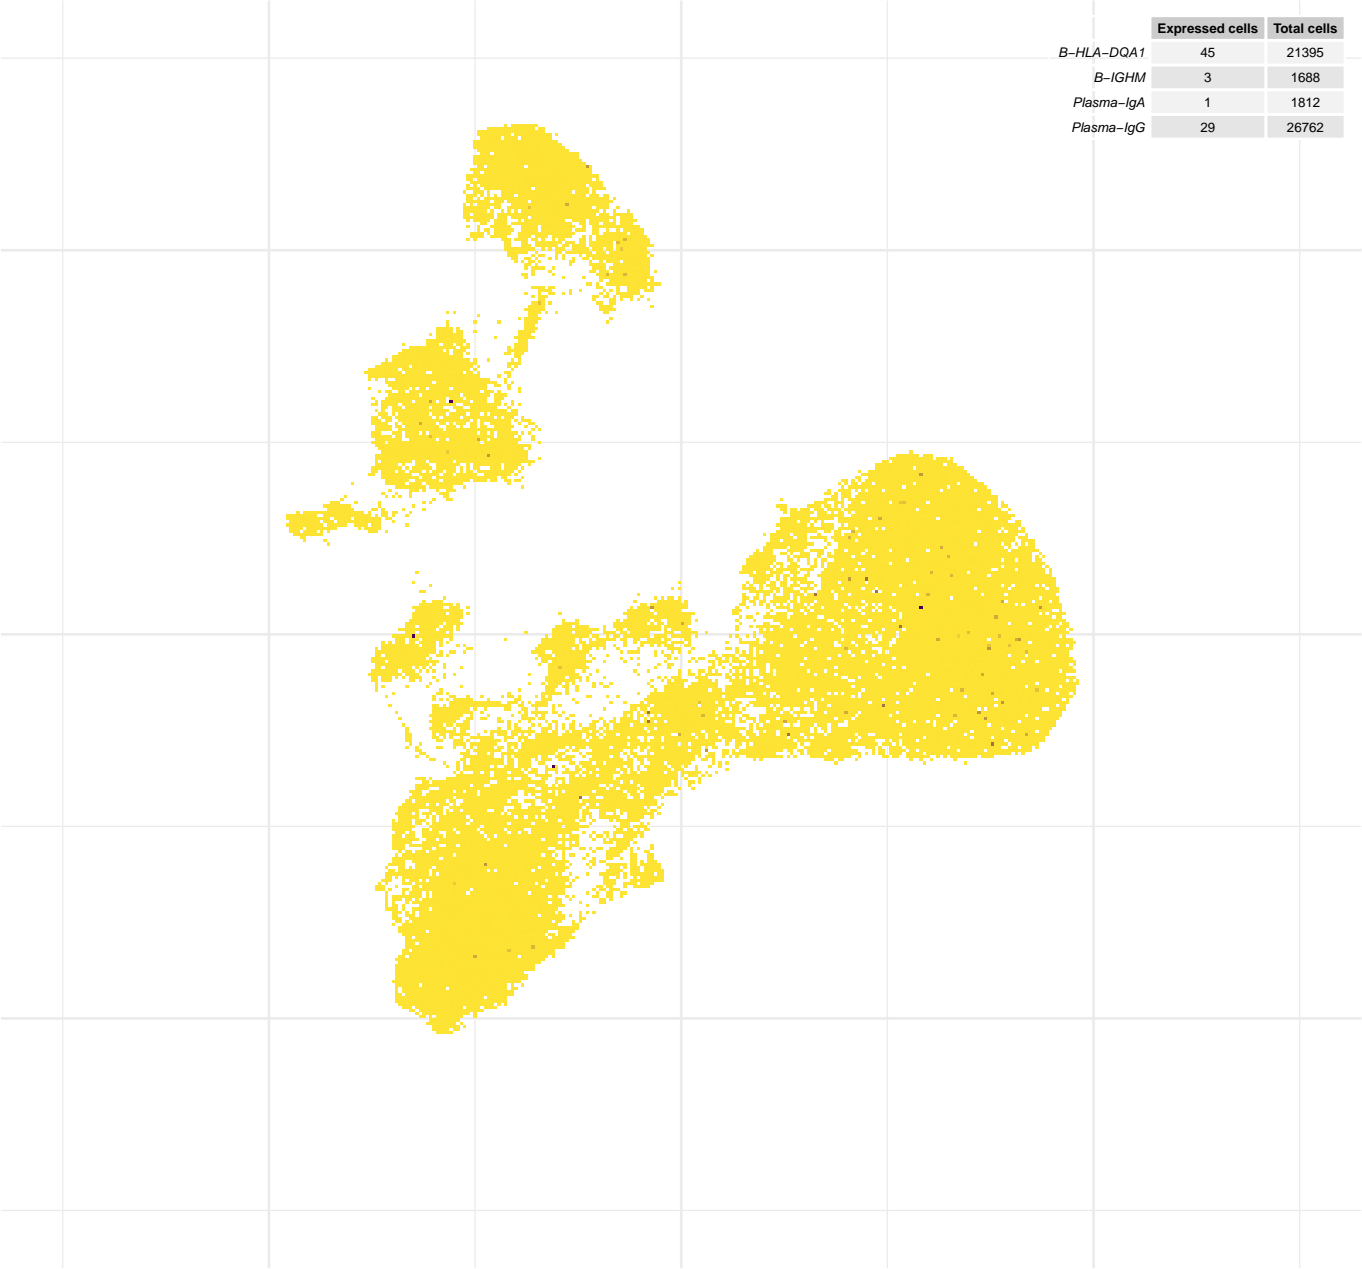 Expressed cells Total cells
B−HLA−DQA1 45 21395
B−IGHM 3 1688
Plasma−IgA 1 1812
Plasma−IgG 29 26762